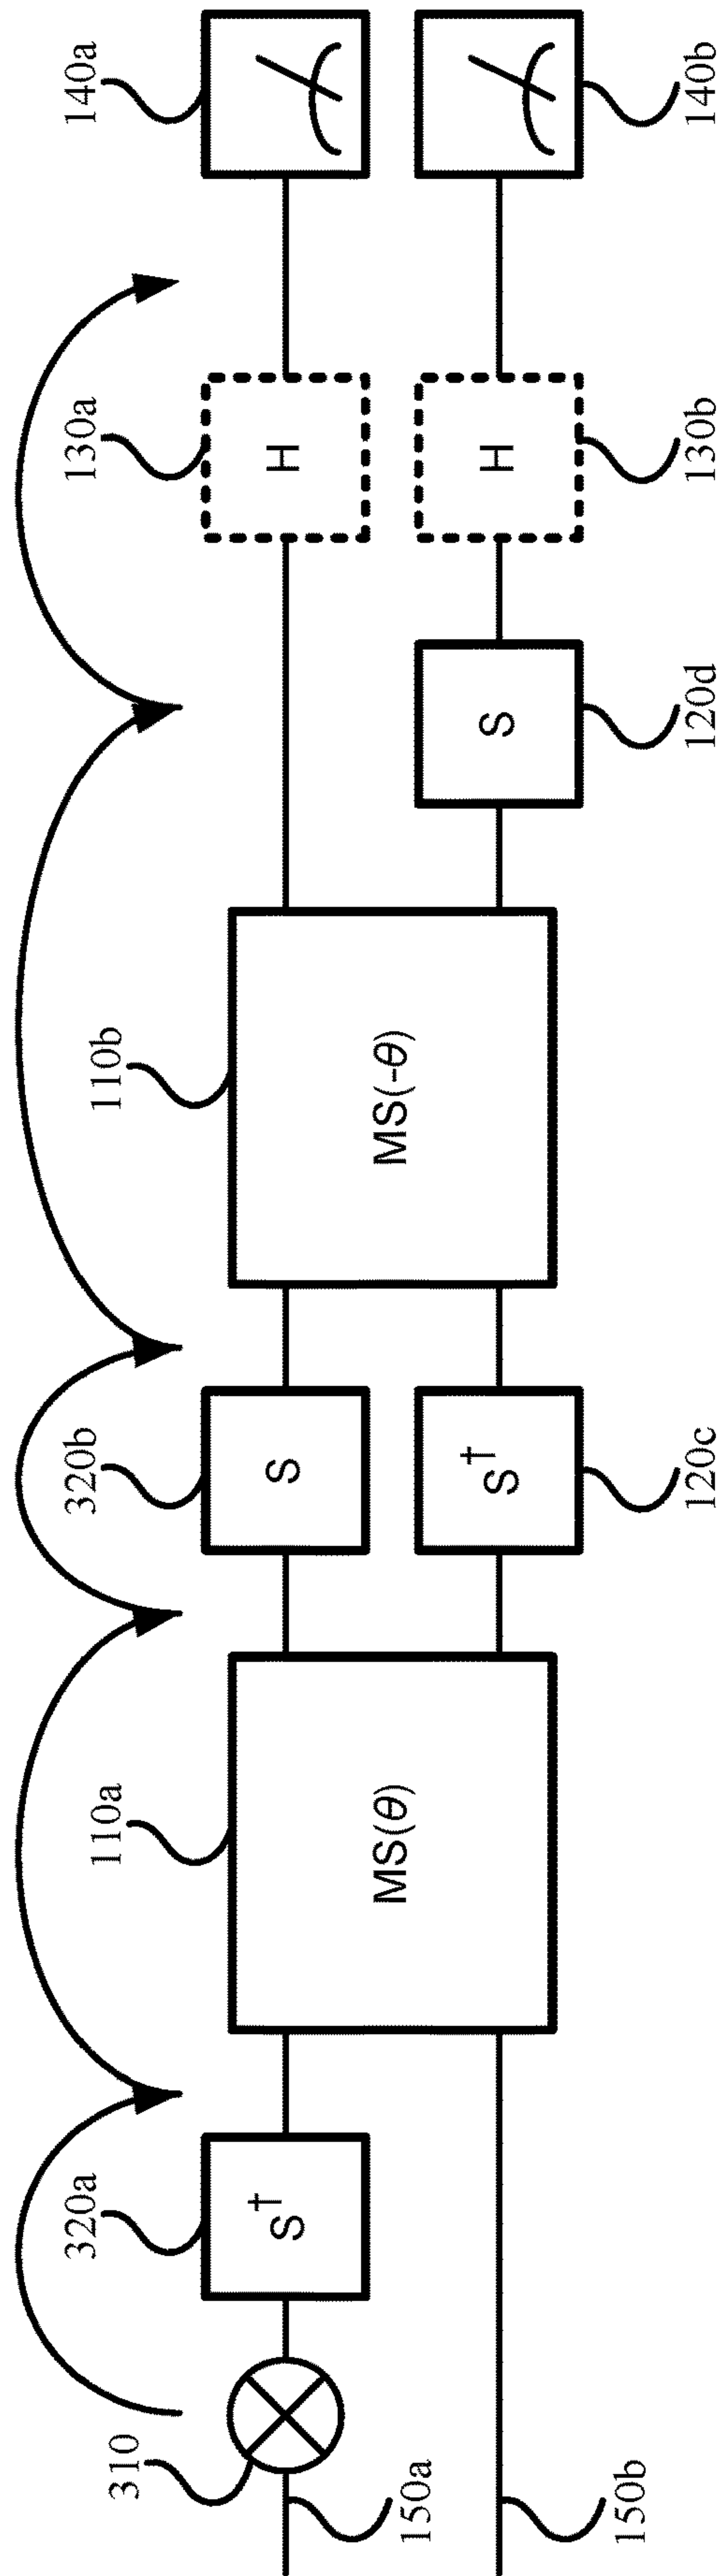 310
320a
110a
320b
110b
130a
140a
S†
S
H
150a
MS(θ)
MS(-θ)
S†
S
H
150b
120c
120d
130b
140b